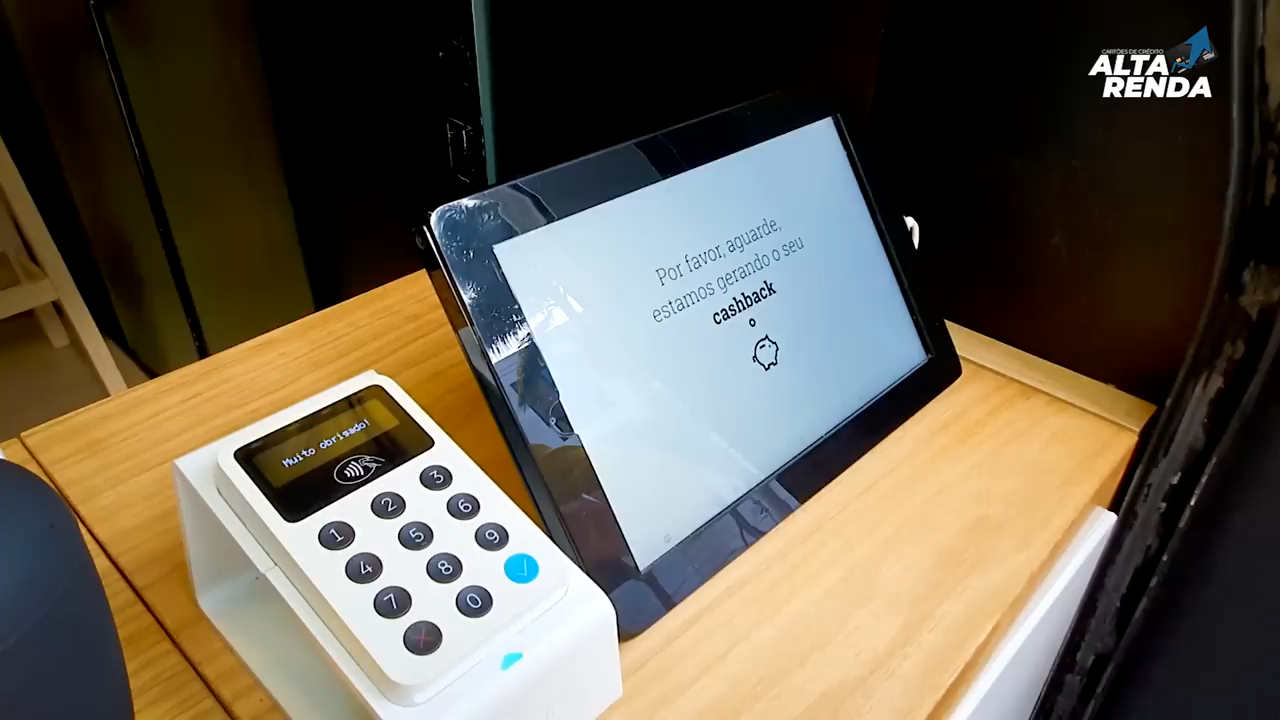 CARTÕES DE CRÉDITO
ALTA
RENDA
Por favor, aguarde,
estamos gerando o seu
cashback
Muito obrigado!
1
2
3
4
5
6
7
8
9
0